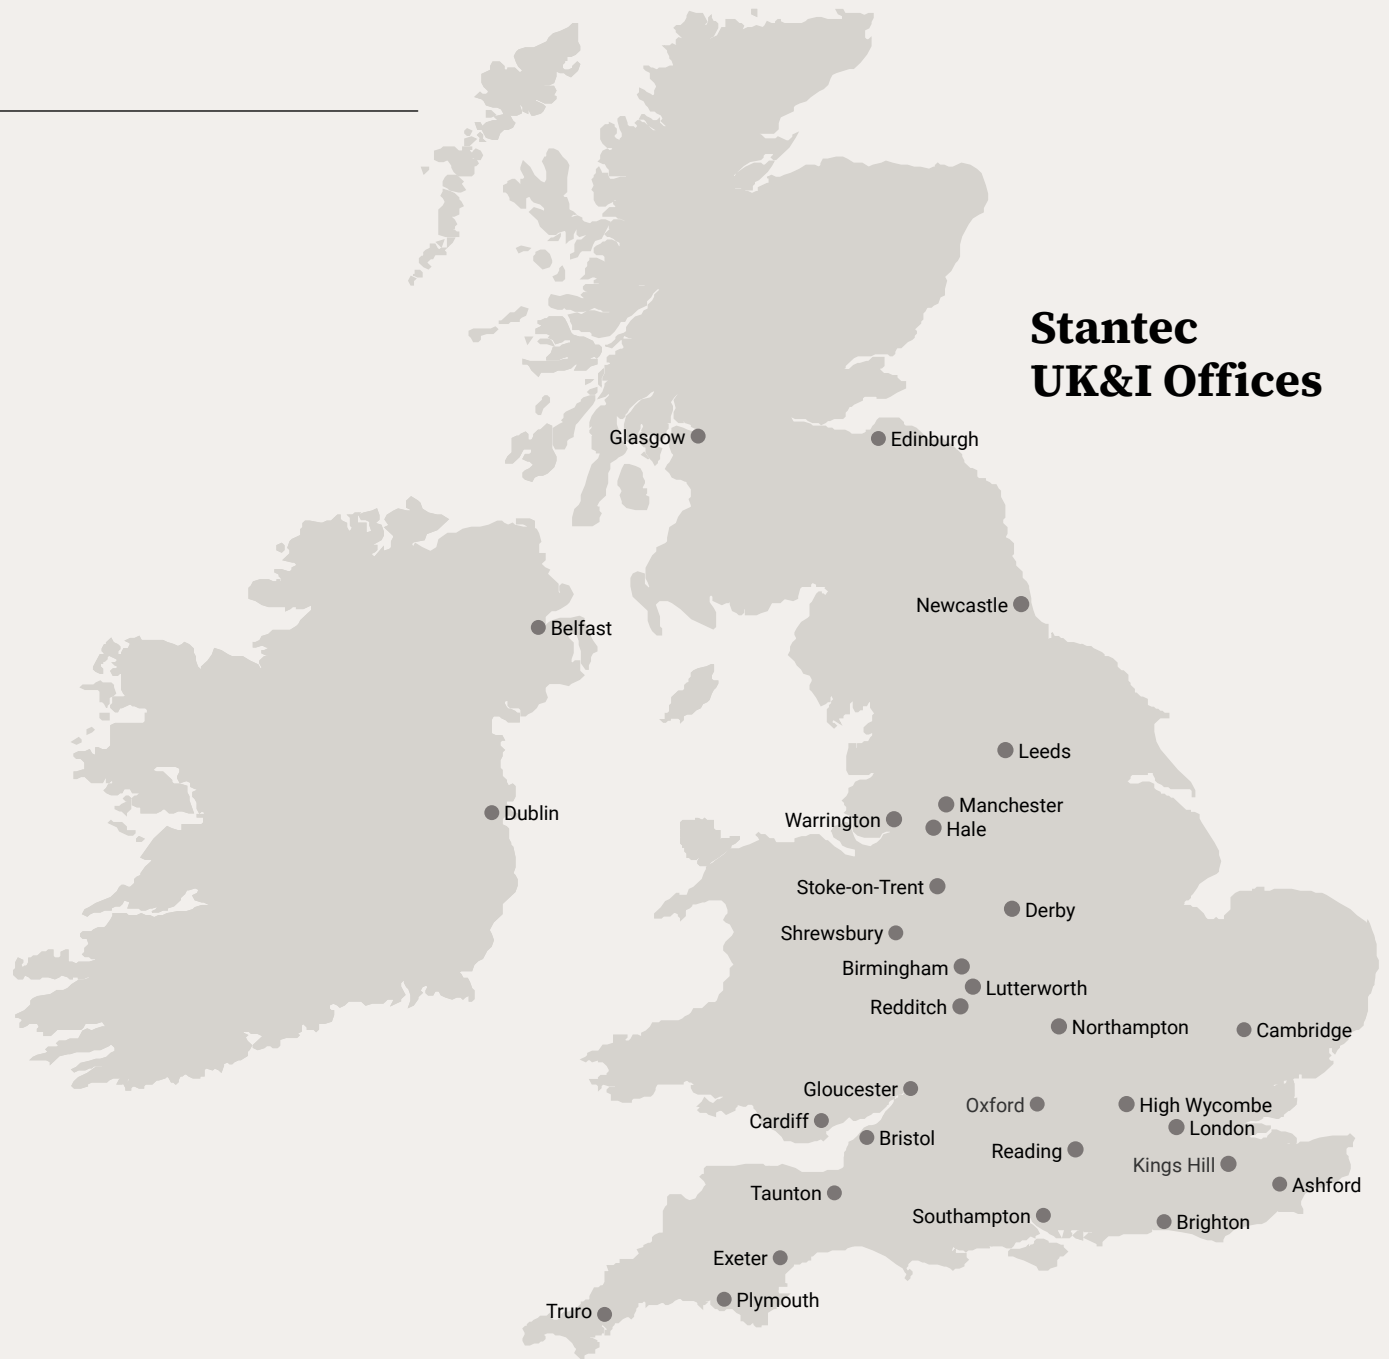 Stantec
UK&I Offices
Glasgow
Edinburgh
Newcastle
Belfast
Leeds
Dublin
Manchester
Warrington
Hale
Stoke-on-Trent
Derby
Shrewsbury
Birmingham
Lutterworth
Redditch
Northampton
Cambridge
Gloucester
Oxford
High Wycombe
Cardiff
London
Bristol
Reading
Kings Hill
Ashford
Taunton
Southampton
Brighton
Exeter
Plymouth
Truro